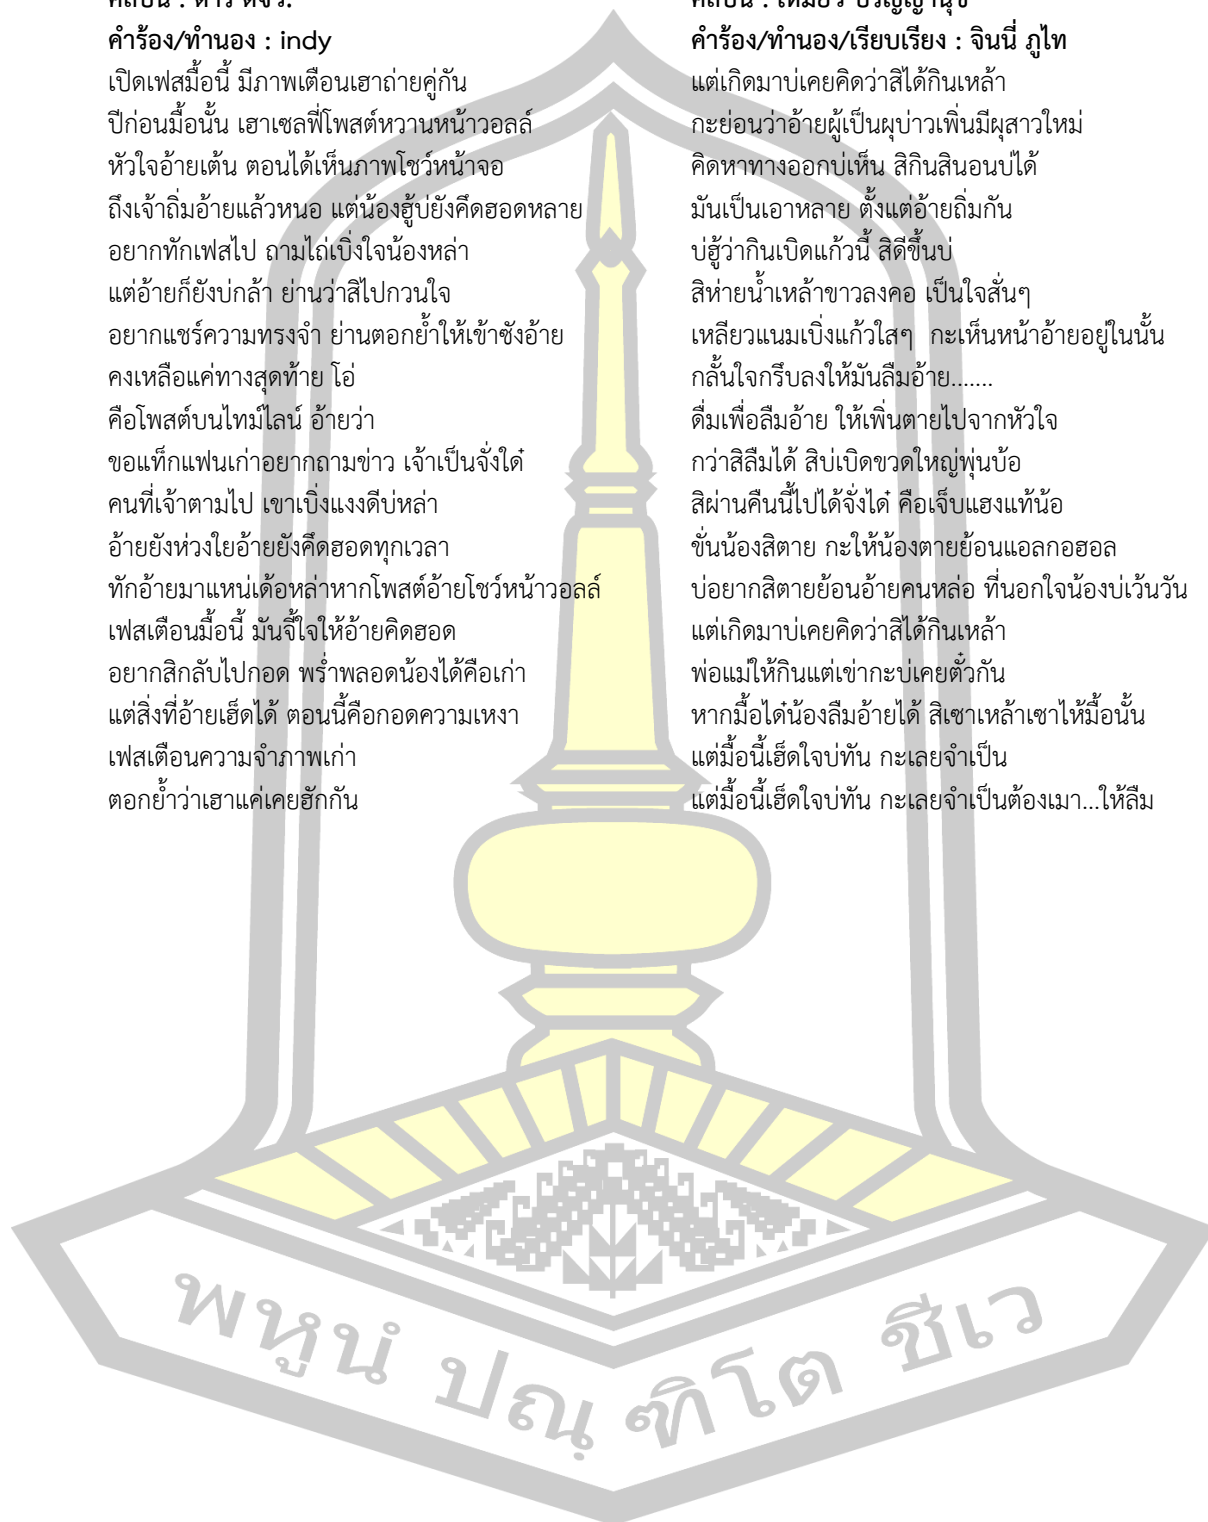 คำร้อง/ทำนอง : indy
เปิดเฟสมื้อนี้ มีภาพเตือนเฮาถ่ายคู่กัน
ปีก่อนมื้อนั้น เฮาเซลฟี่โพสต์หวานหน้าวอลล์
หัวใจอ้ายเต้น ตอนได้เห็นภาพโชว์หน้าจอ
ถึงเจ้าถิ่มอ้ายแล้วหนอ แต่น้องฮู้บ่ยังคึดฮอดหลาย
อยากทักเฟสไป ถามไถ่เบิ่งใจน้องหล่า
แต่อ้ายก็ยังบ่กล้า ย่านว่าสิไปกวนใจ
อยากแชร์ความทรงจำ ย่านตอกย้ำให้เข้าซังอ้าย
คงเหลือแค่ทางสุดท้าย โอ่
คือโพสต์บนไทม์ไลน์ อ้ายว่า
ขอแท็กแฟนเก่าอยากถามข่าว เจ้าเป็นจั่งใด๋
คนที่เจ้าตามไป เขาเบิ่งแงงดีบ่หล่า
อ้ายยังห่วงใยอ้ายยังคึดฮอดทุกเวลา
ทักอ้ายมาแหน่เด้อหล่าหากโพสต์อ้ายโชว์หน้าวอลล์
เฟสเตือนมื้อนี้ มันจี้ใจให้อ้ายคิดฮอด
อยากสิกลับไปกอด พร่ำพลอดน้องได้คือเก่า
แต่สิ่งที่อ้ายเฮ็ดได้ ตอนนี้คือกอดความเหงา
เฟสเตือนความจำภาพเก่า
ตอกย้ำว่าเฮาแค่เคยฮักกัน
คำร้อง/ทำนอง/เรียบเรียง : จินนี่ ภูไท
แต่เกิดมาบ่เคยคิดว่าสิได้กินเหล้า
กะย่อนว่าอ้ายผู้เป็นผุบ่าวเพิ่นมีผุสาวใหม่
คิดหาทางออกบ่เห็น สิกินสินอนบ่ได้
มันเป็นเอาหลาย ตั้งแต่อ้ายถิ่มกัน
บ่ฮู้ว่ากินเบิดแก้วนี้ สิดีขึ้นบ่
สิห่ายน้ำเหล้าขาวลงคอ เป็นใจสั่นๆ
เหลียวแนมเบิ่งแก้วใสๆ กะเห็นหน้าอ้ายอยู่ในนั้น
กลั้นใจกรึบลงให้มันลืมอ้าย.......
ดื่มเพื่อลืมอ้าย ให้เพิ่นตายไปจากหัวใจ
กว่าสิลืมได้ สิบ่เบิดขวดใหญ่พุ่นบ้อ
สิผ่านคืนนี้ไปได้จั่งได๋ คือเจ็บแฮงแท้น้อ
ขั่นน้องสิตาย กะให้น้องตายย้อนแอลกอฮอล
บ่อยากสิตายย้อนอ้ายคนหล่อ ที่นอกใจน้องบ่เว้นวัน
แต่เกิดมาบ่เคยคิดว่าสิได้กินเหล้า
พ่อแม่ให้กินแต่เข่ากะบ่เคยตั๋วกัน
หากมื้อได๋น้องลืมอ้ายได้ สิเซาเหล้าเซาไห้มื้อนั้น
แต่มื้อนี้เฮ็ดใจบ่ทัน กะเลยจำเป็น
แต่มื้อนี้เฮ็ดใจบ่ทัน กะเลยจำเป็นต้องเมา...ให้ลืม
พหูนํ ปณฺฑิโต ชีเว